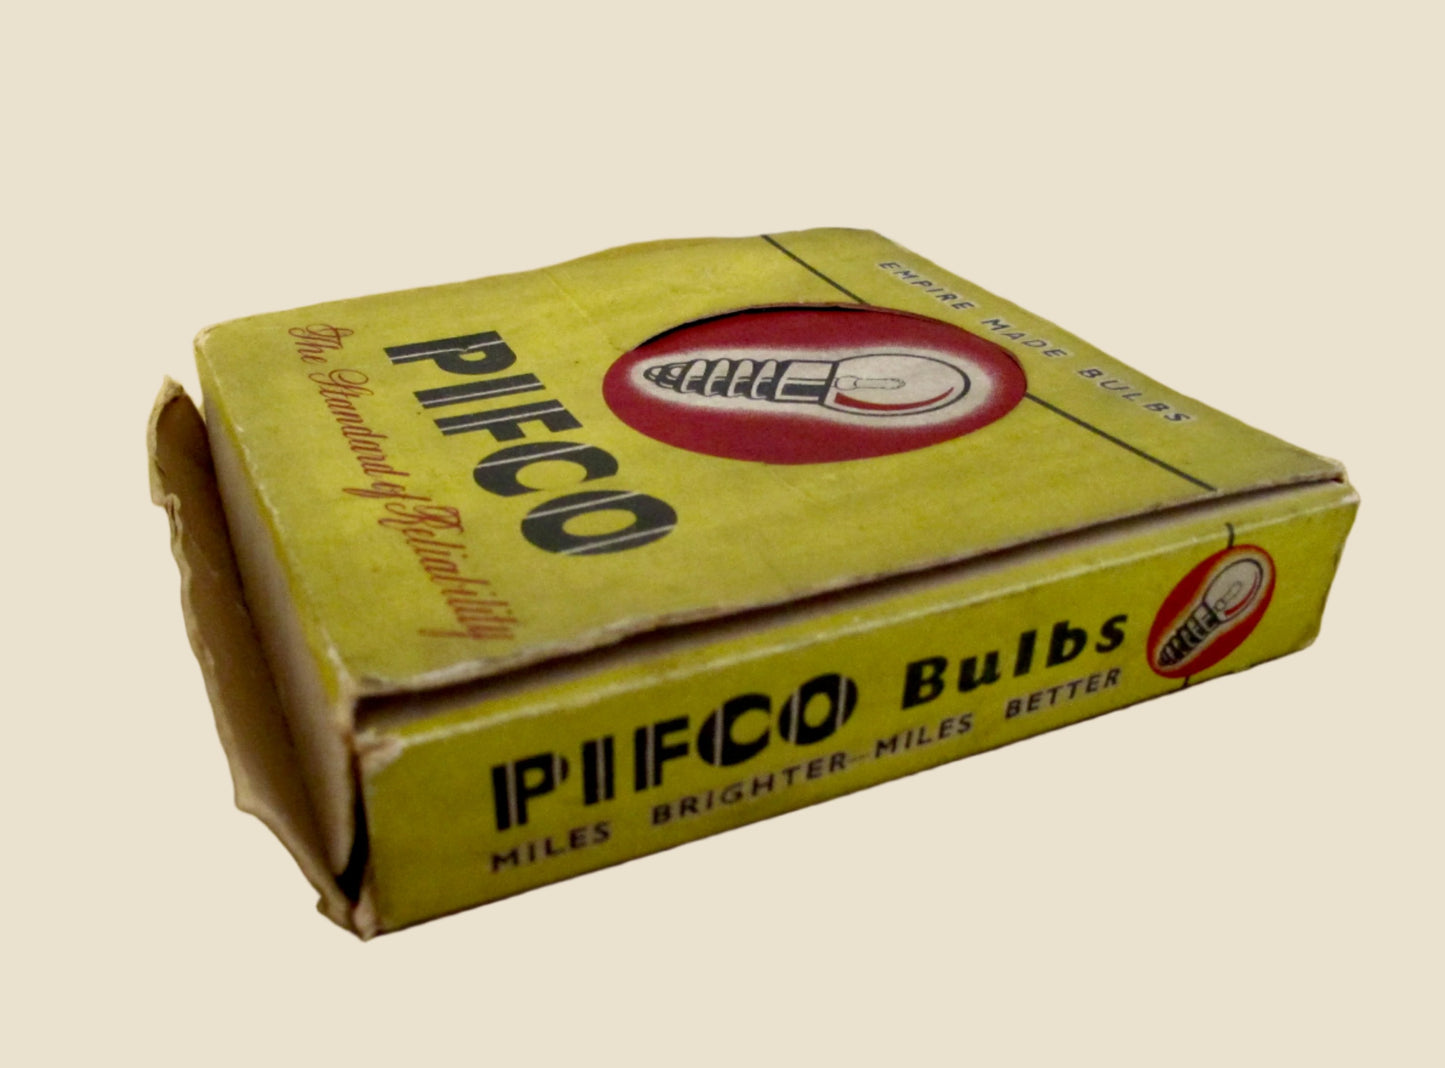 EMPIRE MADE BULBS
PIFCO
The Standard of Reliability
PIFCO Bulbs
MILES BRIGHTER—MILES BETTER